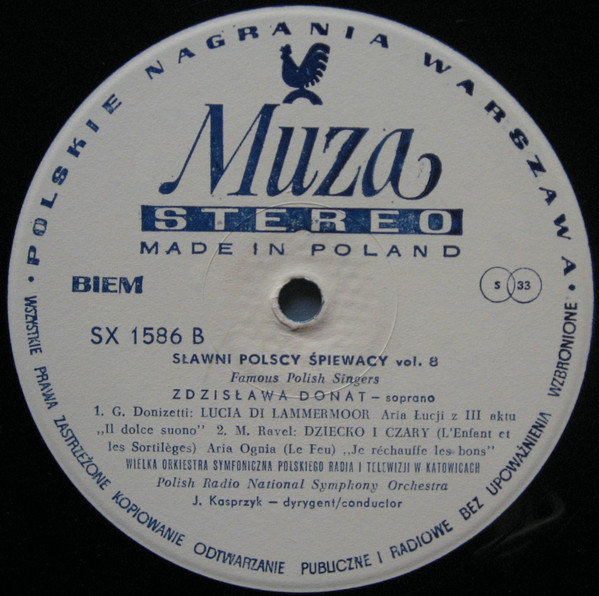 POLSKIE NAGRANIA WARSZAWA
Muza
STEREO
MADE IN POLAND
BIEM
S 33
SX 1586 B
SŁAWNI POLSCY ŚPIEWACY vol. 8
Famous Polish Singers
ZDZISŁAWA DONAT — soprano
1. G. Donizetti: LUCIA DI LAMMERMOOR Aria Łucji z III aktu
„Il dolce suono” 2. M. Ravel: DZIECKO I CZARY (L'Enfant et
les Sortilèges) Aria Ognia (Le Feu) „Je réchauffe les bons”
WIELKA ORKIESTRA SYMFONICZNA POLSKIEGO RADIA I TELEWIZJI W KATOWICACH
Polish Radio National Symphony Orchestra
J. Kasprzyk — dyrygent/conductor
WSZYSTKIE PRAWA ZASTRZEŻONE KOPIOWANIE ODTWARZANIE PUBLICZNE I RADIOWE BEZ UPOWAŻNIENIA WZBRONIONE